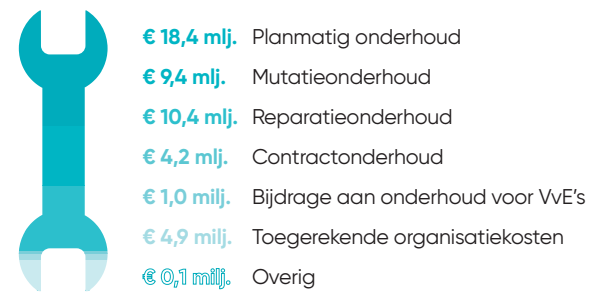 € 18,4 mlj. Planmatig onderhoud
€ 9,4 mlj. Mutatieonderhoud
€ 10,4 mlj. Reparatieonderhoud
€ 4,2 mlj. Contractonderhoud
€ 1,0 milj. Bijdrage aan onderhoud voor VvE's
€ 4,9 milj. Toegerekende organisatiekosten
€ 0,1 milj. Overig